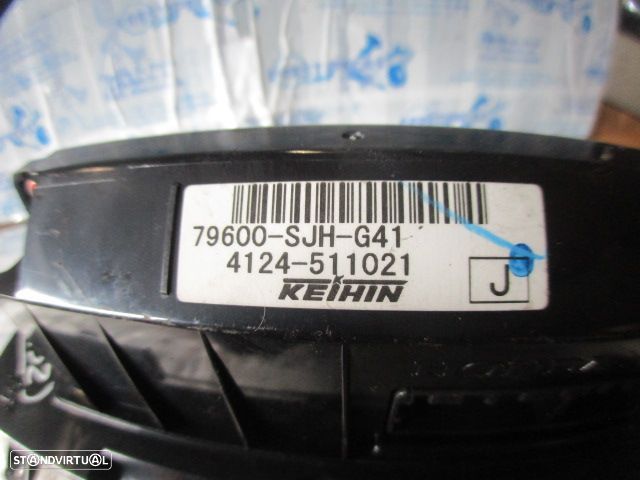 79600-SJH-G41
4124-511021
KEIHIN
J
STANDVIRTUAL